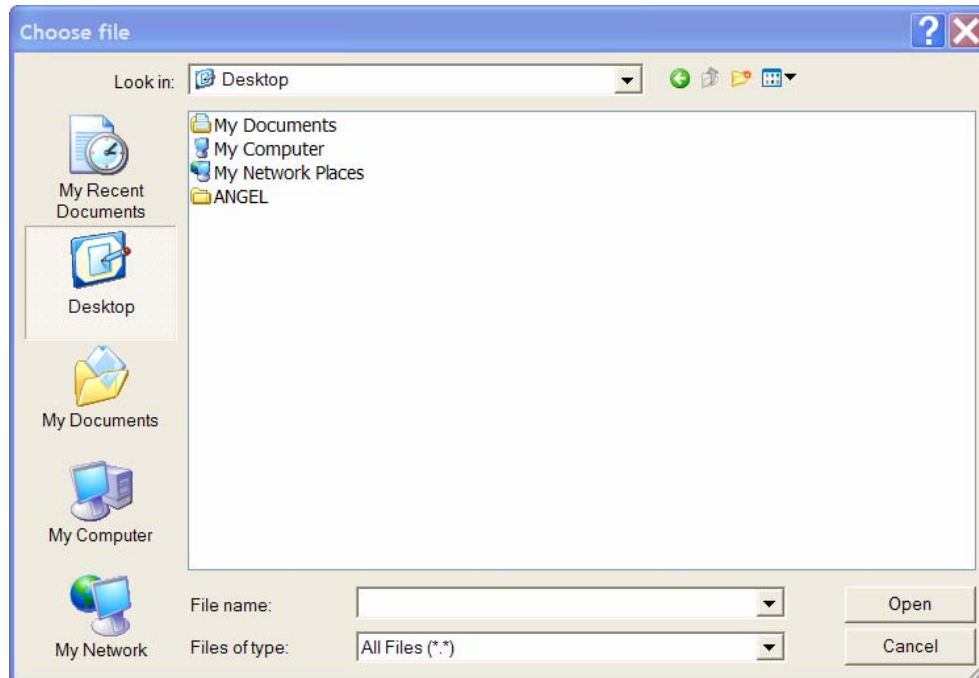 Choose file
Look in:
Desktop
My Documents
My Computer
My Network Places
ANGEL
My Recent
Documents
Desktop
My Documents
My Computer
My Network
File name:
Open
Files of type:
All Files (*.*)
Cancel